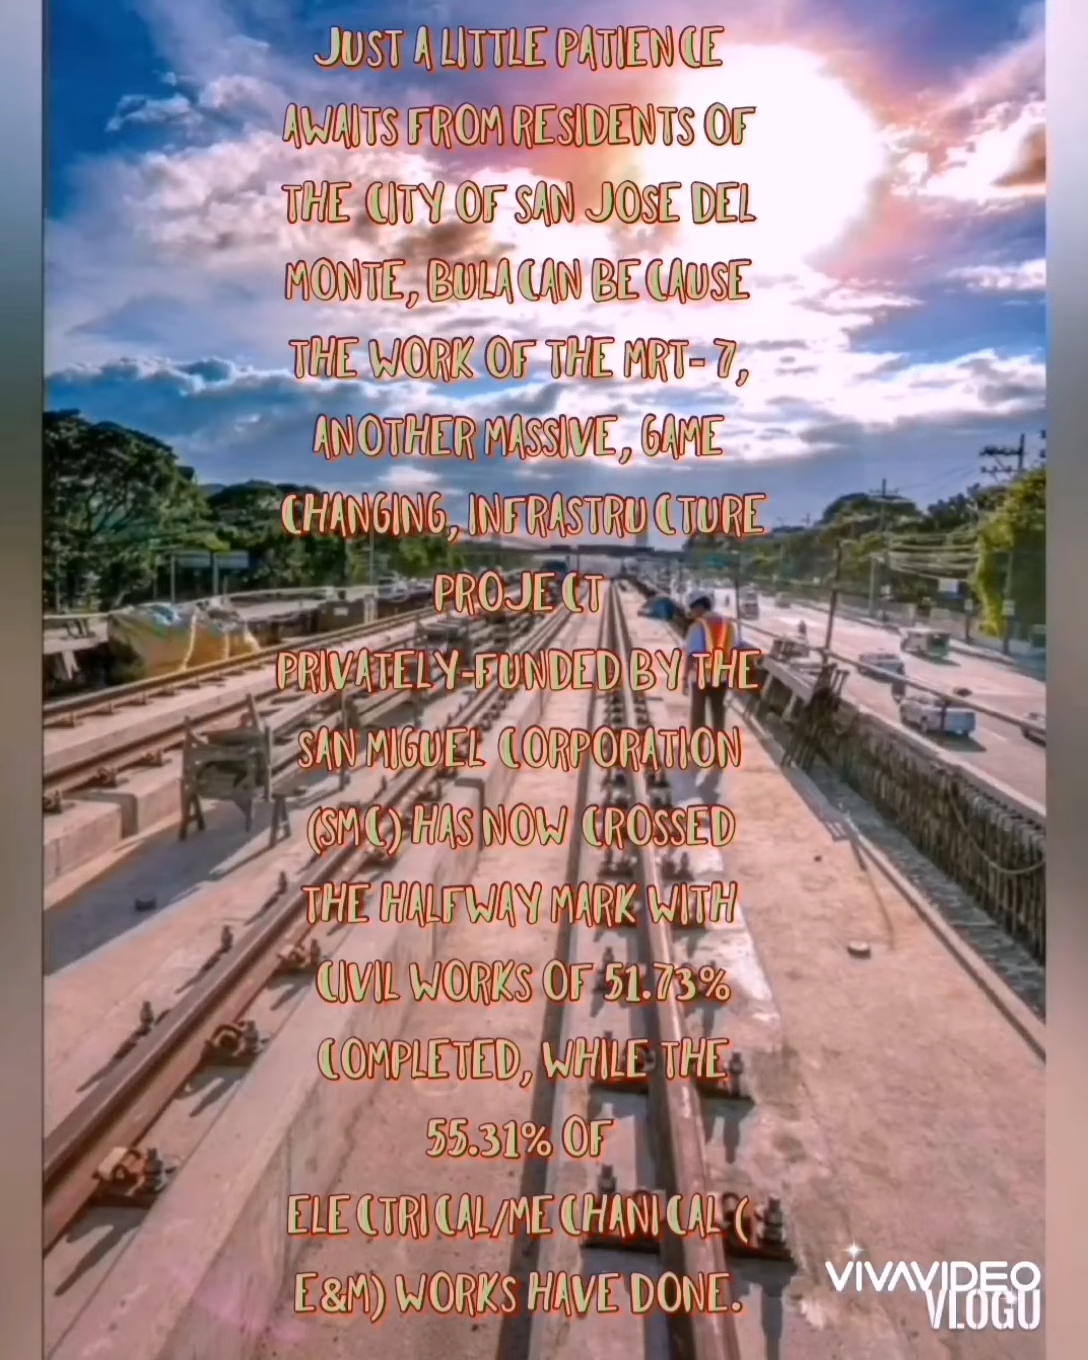 JUST A LITTLE PATIENCE
AWAITS FROM RESIDENTS OF
THE CITY OF SAN JOSE DEL
MONTE, BULACAN BECAUSE
THE WORK OF THE MRT- 7,
ANOTHER MASSIVE, GAME
CHANGING, INFRASTRUCTURE
PROJECT
PRIVATELY-FUNDED BY THE
SAN MIGUEL CORPORATION
(SMC) HAS NOW CROSSED
THE HALFWAY MARK WITH
CIVIL WORKS OF 51.73%
COMPLETED, WHILE THE
55.31% OF
ELECTRICAL/MECHANICAL (
E&M) WORKS HAVE DONE.
VIVAVIDEO
VLOGU